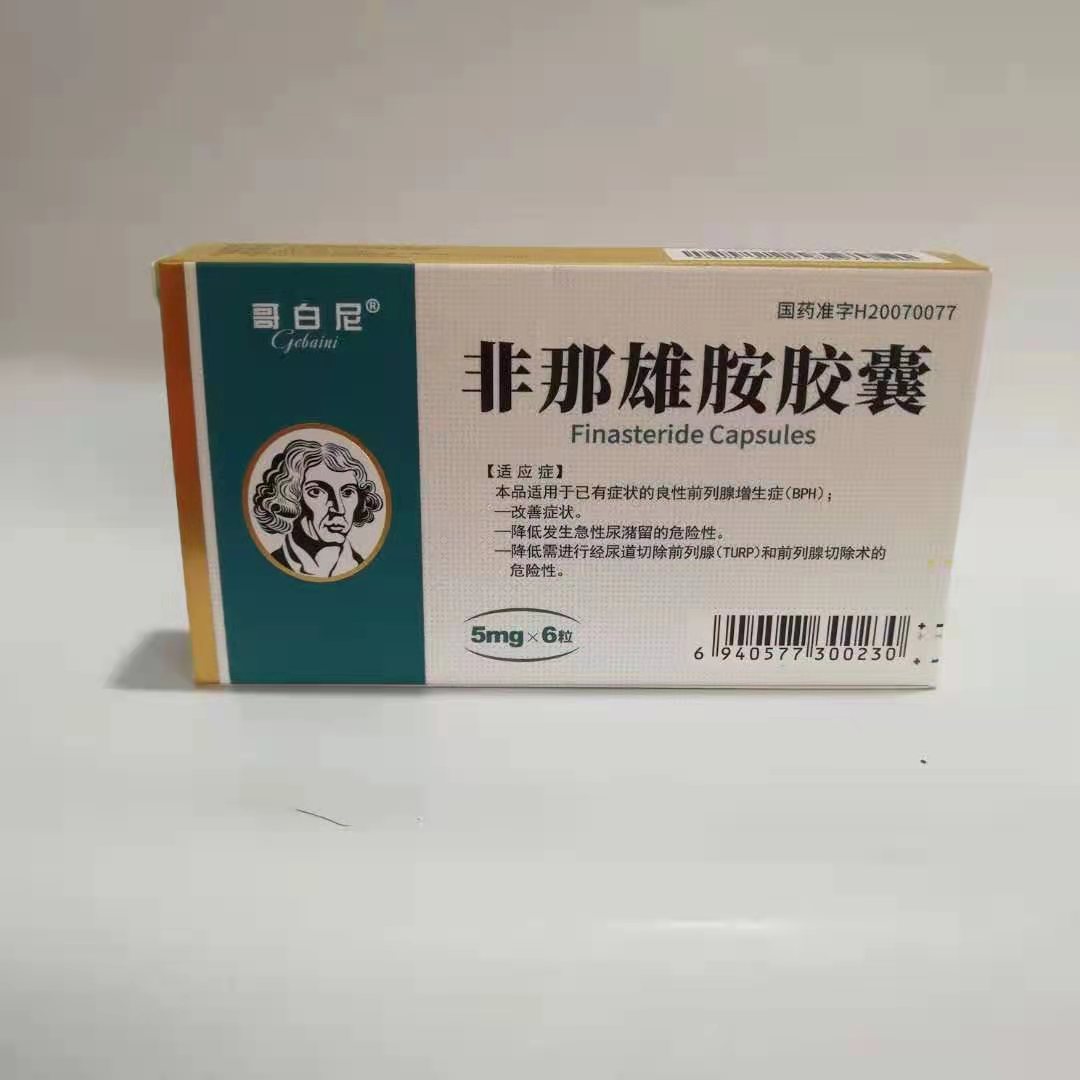 哥白尼®
Gebaini
国药准字H20070077
非那雄胺胶囊
Finasteride Capsules
【适应症】
本品适用于已有症状的良性前列腺增生症(BPH)；
—改善症状。
—降低发生急性尿潴留的危险性。
—降低需进行经尿道切除前列腺(TURP)和前列腺切除术的
危险性。
5mg×6粒
6 940577 300230